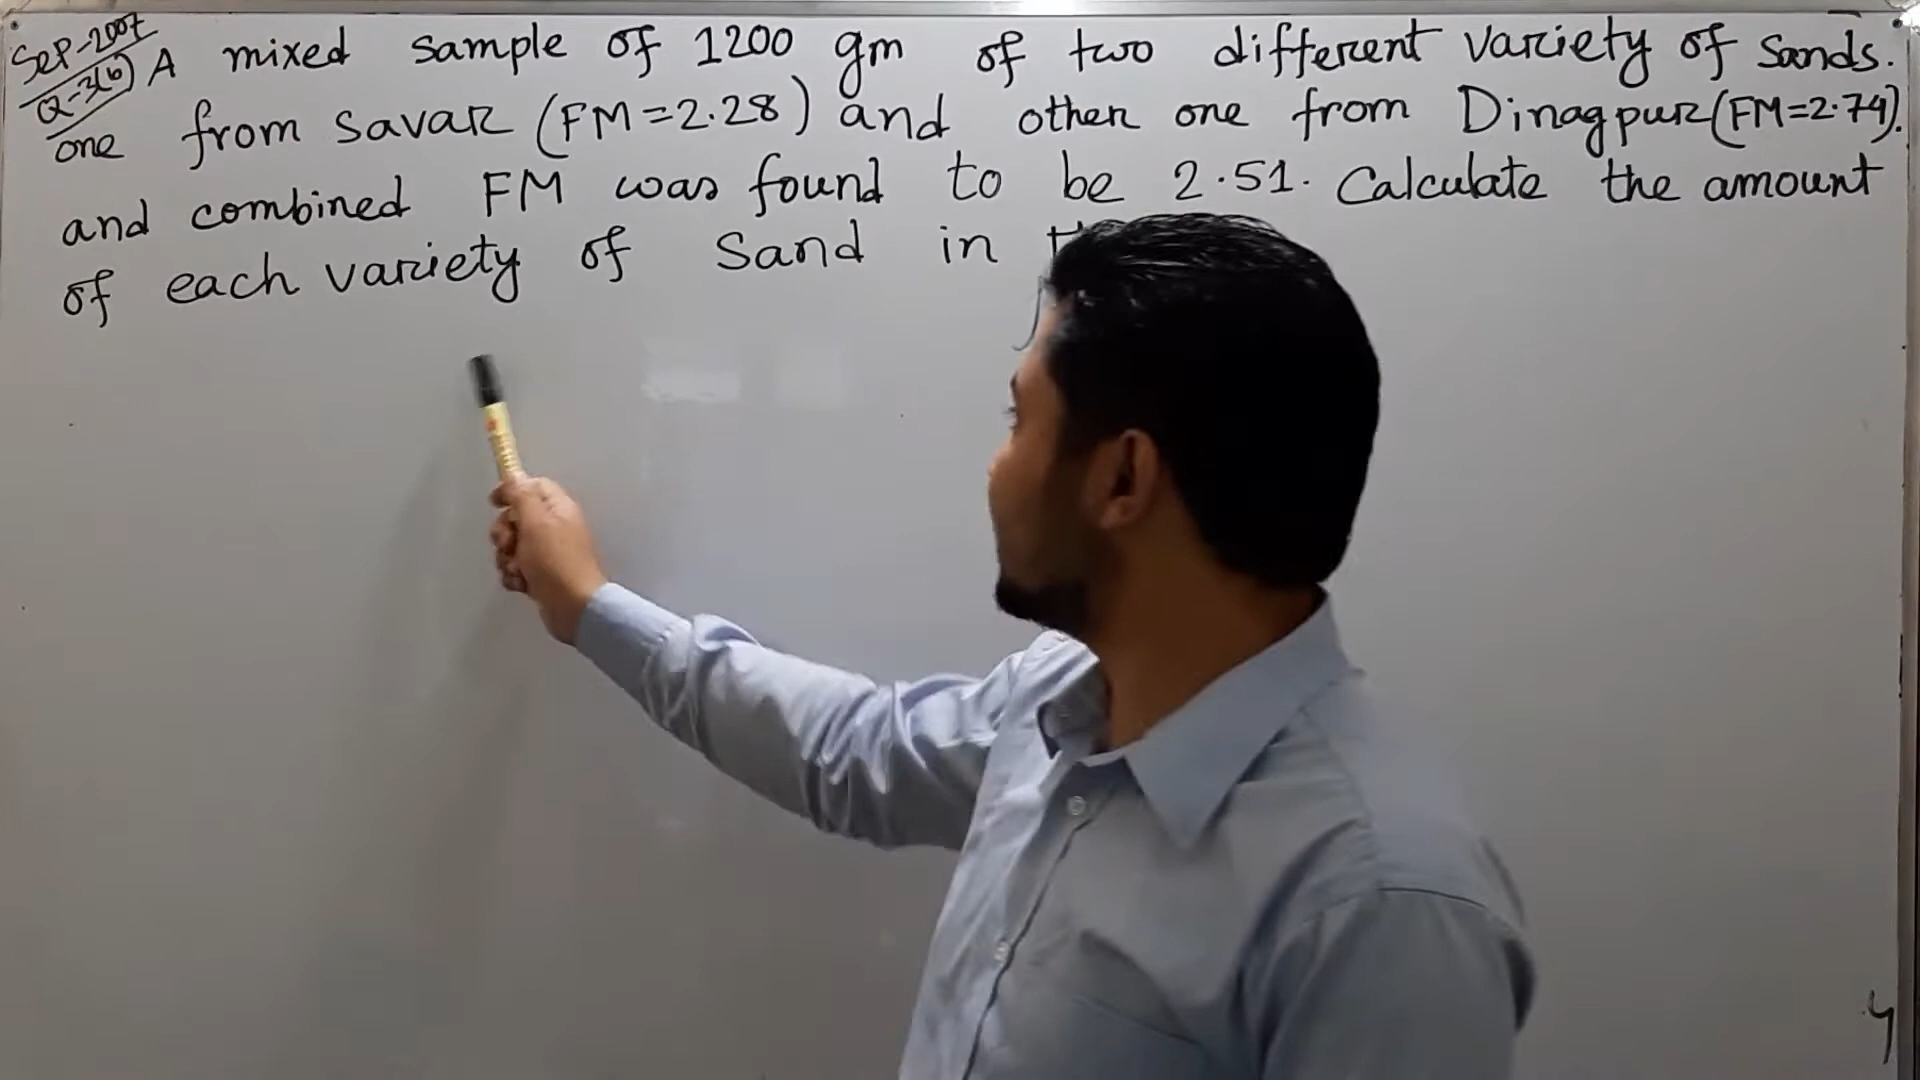 Sep-2007
Q-3(b)
A mixed sample of 1200 gm of two different variety of sands.
one from savar (FM=2.28) and other one from Dinagpur (FM=2.74).
and combined FM was found to be 2.51. Calculate the amount
of each variety of sand in